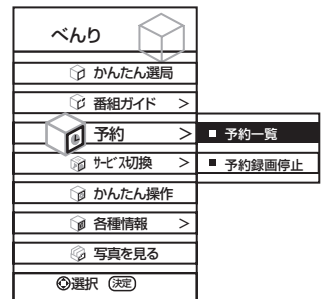 べんり
かんたん選局
番組ガイド >
予約 >
■ 予約一覧
■ 予約録画停止
サービス切換 >
かんたん操作
各種情報 >
写真を見る
選択 決定